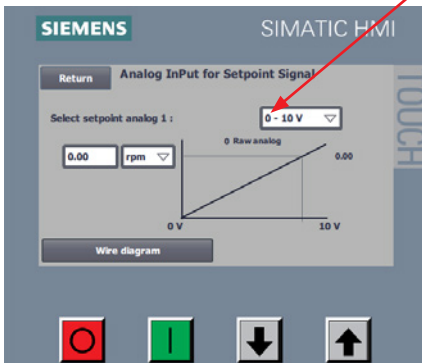 SIEMENS
SIMATIC HMI
TOUCH
Return
Analog InPut for Setpoint Signal
Select setpoint analog 1 :
0 - 10 V
0.00
rpm
0 Raw analog
0.00
0 V
10 V
Wire diagram